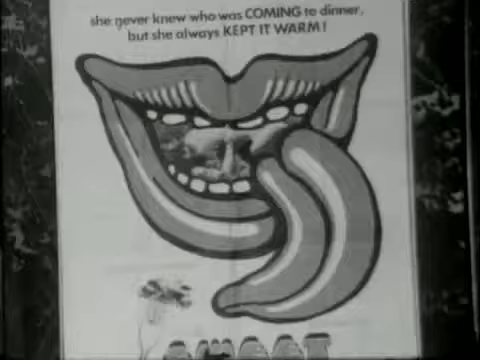 she never knew who was COMING to dinner,
but she always KEPT IT WARM!